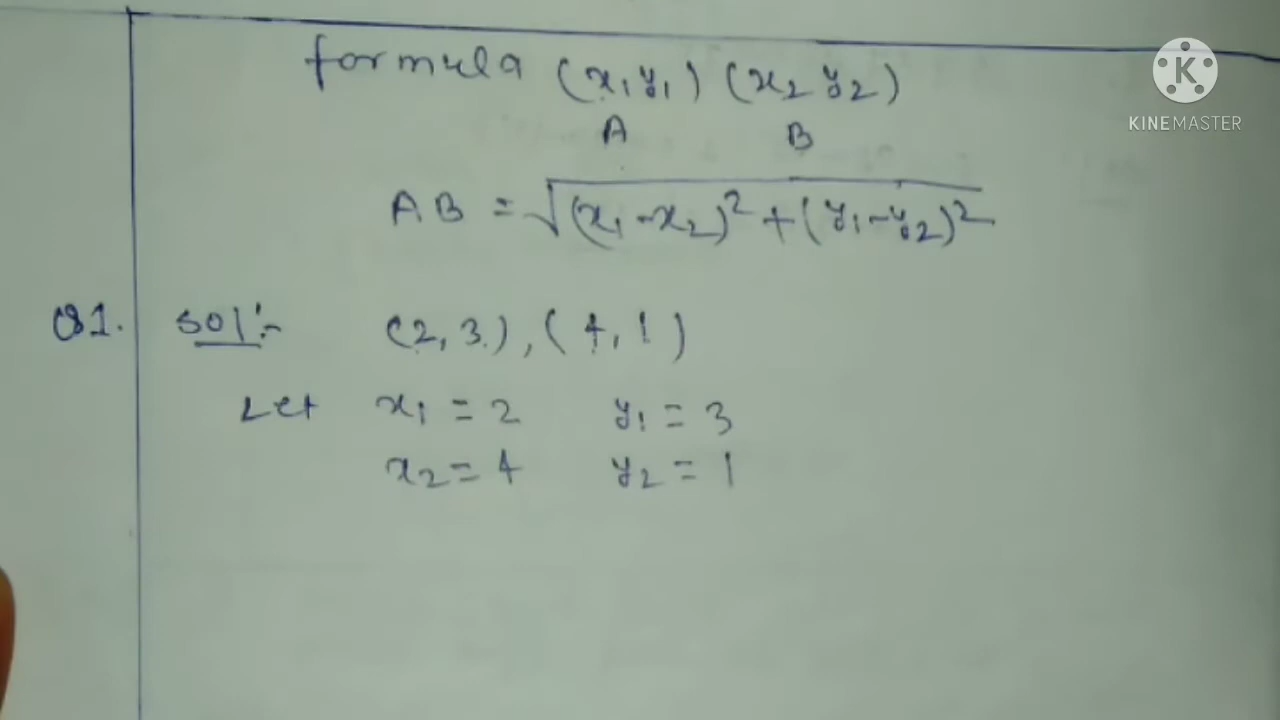 formula (x₁y₁) (x₂ y₂)
A B
AB = √(x₁-x₂)² + (y₁-y₂)²
Q1. Sol:- (2, 3), (4, 1)
Let x₁ = 2 y₁ = 3
x₂ = 4 y₂ = 1
K
KINEMASTER